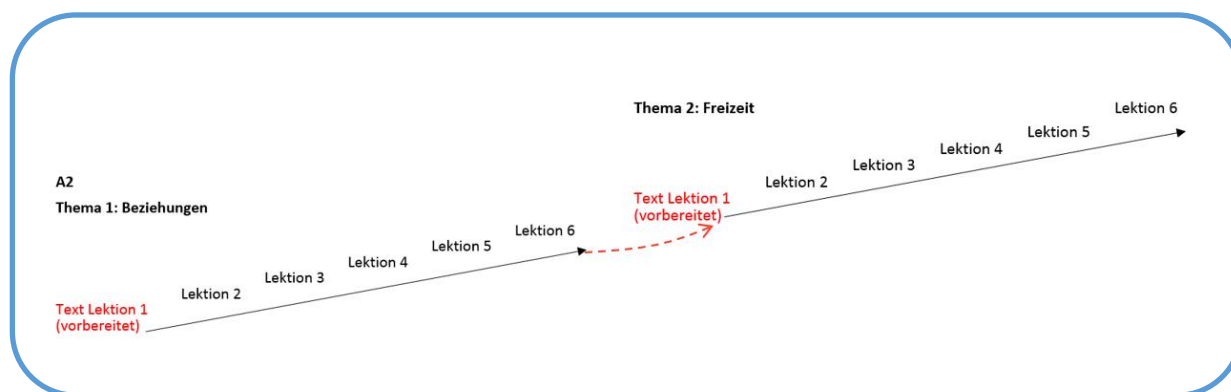 A2
Thema 1: Beziehungen
Text Lektion 1
(vorbereitet)
Lektion 2
Lektion 3
Lektion 4
Lektion 5
Lektion 6
Thema 2: Freizeit
Text Lektion 1
(vorbereitet)
Lektion 2
Lektion 3
Lektion 4
Lektion 5
Lektion 6